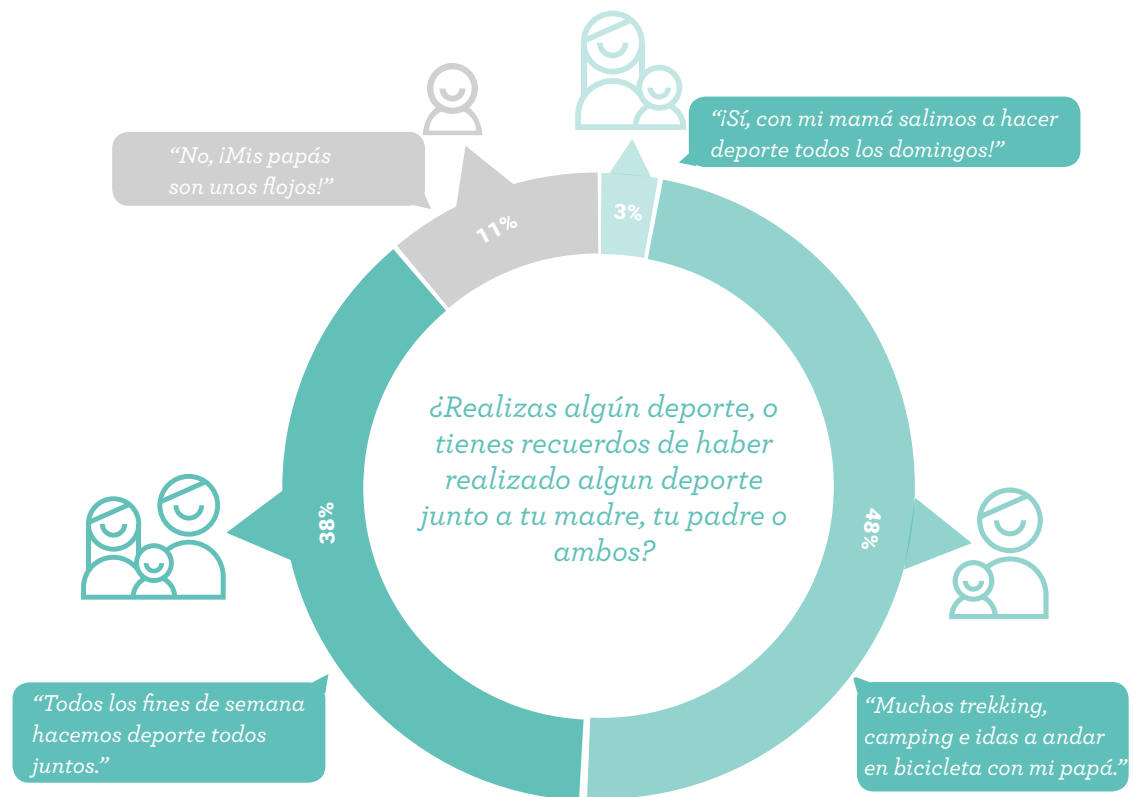 “¡Sí, con mi mamá salimos a hacer
deporte todos los domingos!”
“No, ¡Mis papás
son unos flojos!”
3%
11%
¿Realizas algún deporte, o
tienes recuerdos de haber
realizado algun deporte
junto a tu madre, tu padre o
ambos?
38%
48%
“Todos los fines de semana
hacemos deporte todos
juntos.”
“Muchos trekking,
camping e idas a andar
en bicicleta con mi papá.”